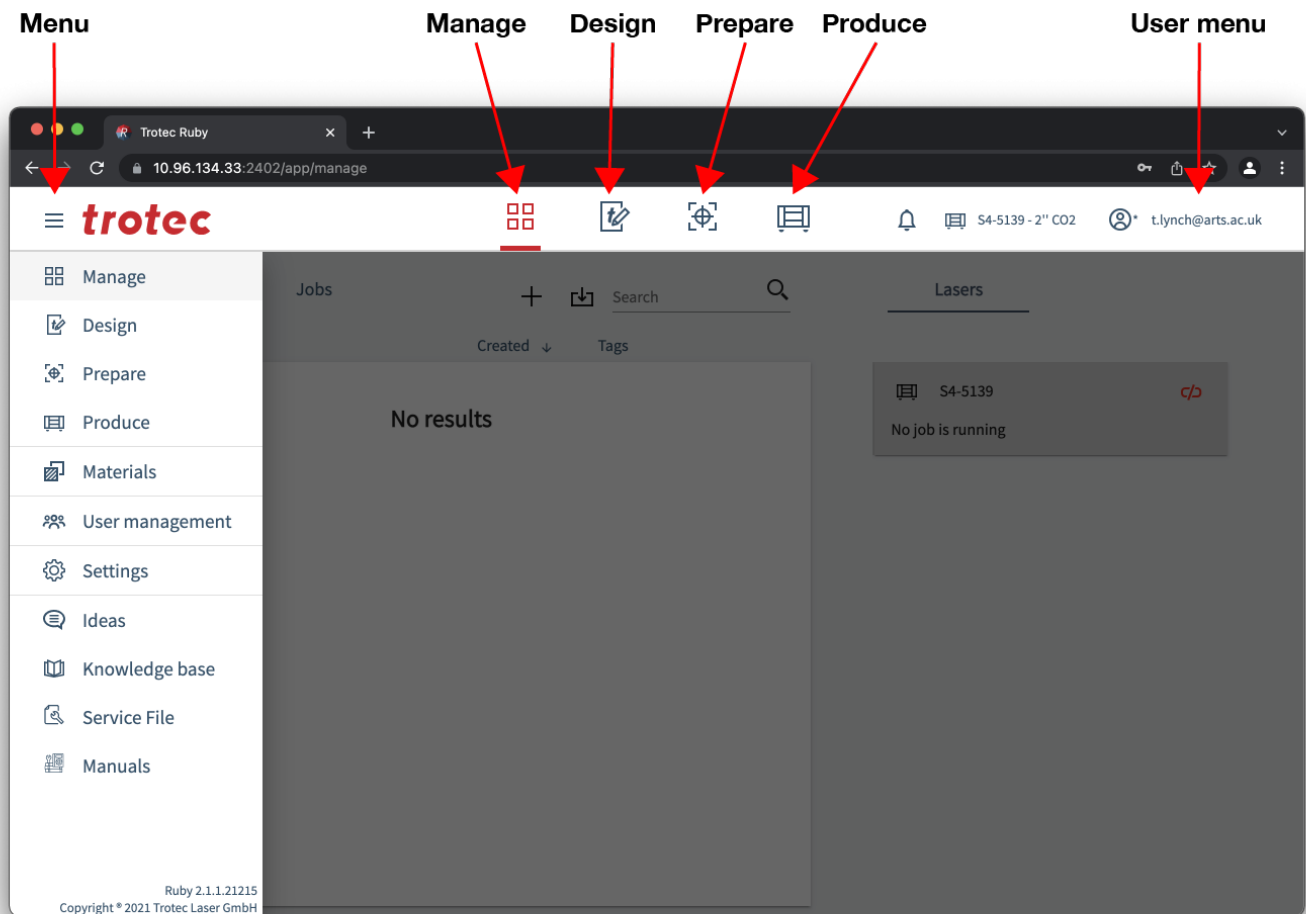 Menu Manage Design Prepare Produce User menu
Trotec Ruby
10.96.134.33:2402/app/manage
trotec S4-5139 - 2'' CO2 t.lynch@arts.ac.uk
Manage
Design
Prepare
Produce
Materials
User management
Settings
Ideas
Knowledge base
Service File
Manuals
Ruby 2.1.1.21215
Copyright ® 2021 Trotec Laser GmbH
Jobs Search
Created ↓ Tags
No results
Lasers
S4-5139
No job is running